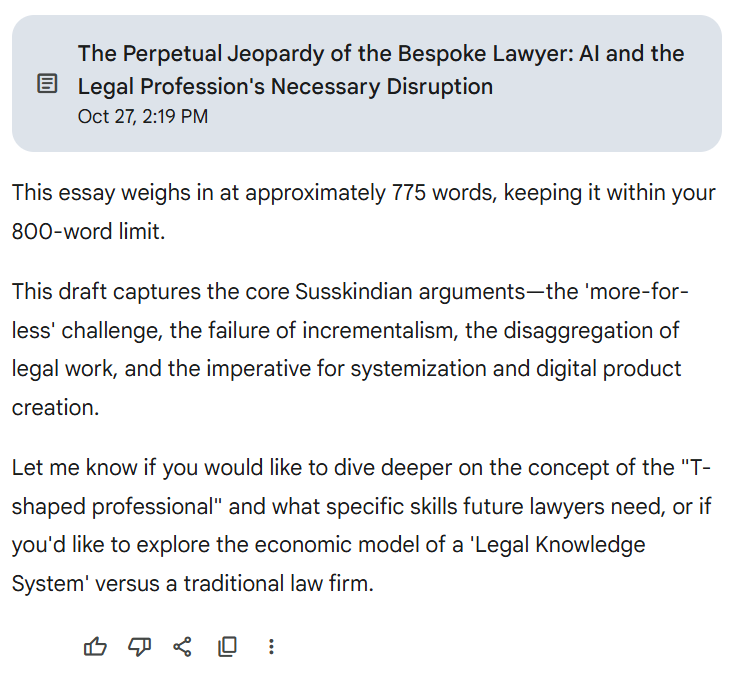 The Perpetual Jeopardy of the Bespoke Lawyer: AI and the
Legal Profession's Necessary Disruption
Oct 27, 2:19 PM
This essay weighs in at approximately 775 words, keeping it within your
800-word limit.
This draft captures the core Susskindian arguments—the 'more-for-
less' challenge, the failure of incrementalism, the disaggregation of
legal work, and the imperative for systemization and digital product
creation.
Let me know if you would like to dive deeper on the concept of the "T-
shaped professional" and what specific skills future lawyers need, or if
you'd like to explore the economic model of a 'Legal Knowledge
System' versus a traditional law firm.